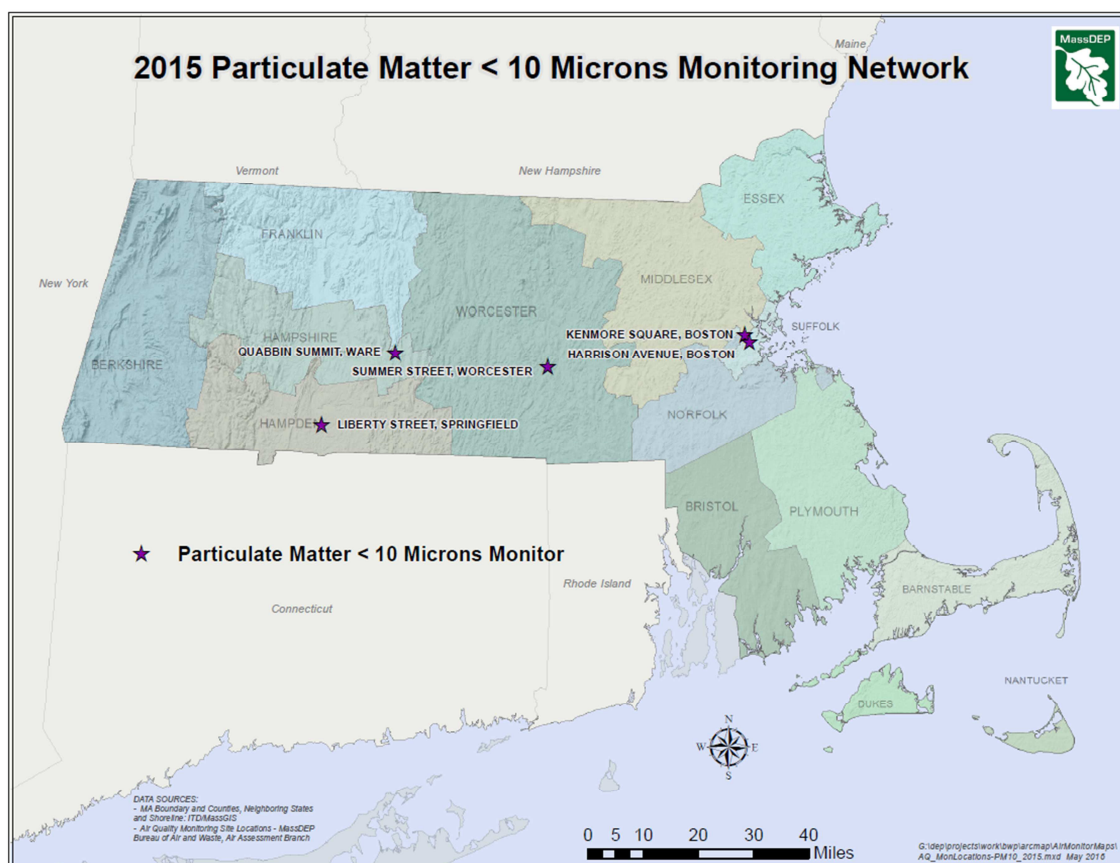 Maine
MassDEP
2015 Particulate Matter < 10 Microns Monitoring Network
Vermont
New Hampshire
ESSEX
FRANKLIN
New York
MIDDLESEX
WORCESTER
SUFFOLK
HAMPSHIRE
KENMORE SQUARE, BOSTON
QUABBIN SUMMIT, WARE
HARRISON AVENUE, BOSTON
BERKSHIRE
SUMMER STREET, WORCESTER
NORFOLK
HAMPDEN
LIBERTY STREET, SPRINGFIELD
BRISTOL
PLYMOUTH
Particulate Matter < 10 Microns Monitor
Rhode Island
BARNSTABLE
Connecticut
NANTUCKET
DUKES
N
W E
S
DATA SOURCES:
- MA Boundary and Counties, Neighboring States
and Shoreline: ITD/MassGIS
- Air Quality Monitoring Site Locations - MassDEP
Bureau of Air and Waste, Air Assessment Branch
0 5 10 20 30 40
Miles
G:\dep\projects\work\bwp\arcmap\AirMonitorMaps
AQ_MonLocations-PM10_2015.mxd May 2016